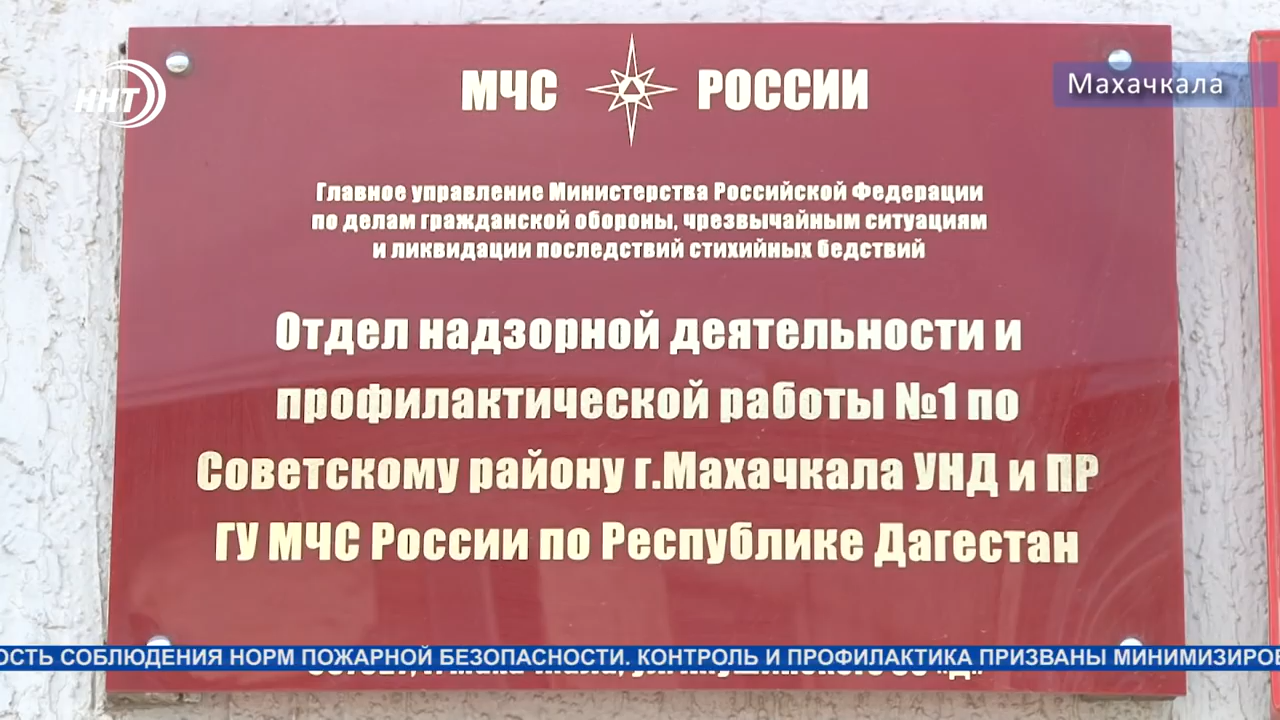 ННТ
Махачкала
МЧС РОССИИ
Главное управление Министерства Российской Федерации
по делам гражданской обороны, чрезвычайным ситуациям
и ликвидации последствий стихийных бедствий
Отдел надзорной деятельности и
профилактической работы №1 по
Советскому району г.Махачкала УНД и ПР
ГУ МЧС России по Республике Дагестан
ОСТЬ СОБЛЮДЕНИЯ НОРМ ПОЖАРНОЙ БЕЗОПАСНОСТИ. КОНТРОЛЬ И ПРОФИЛАКТИКА ПРИЗВАНЫ МИНИМИЗИРОВ